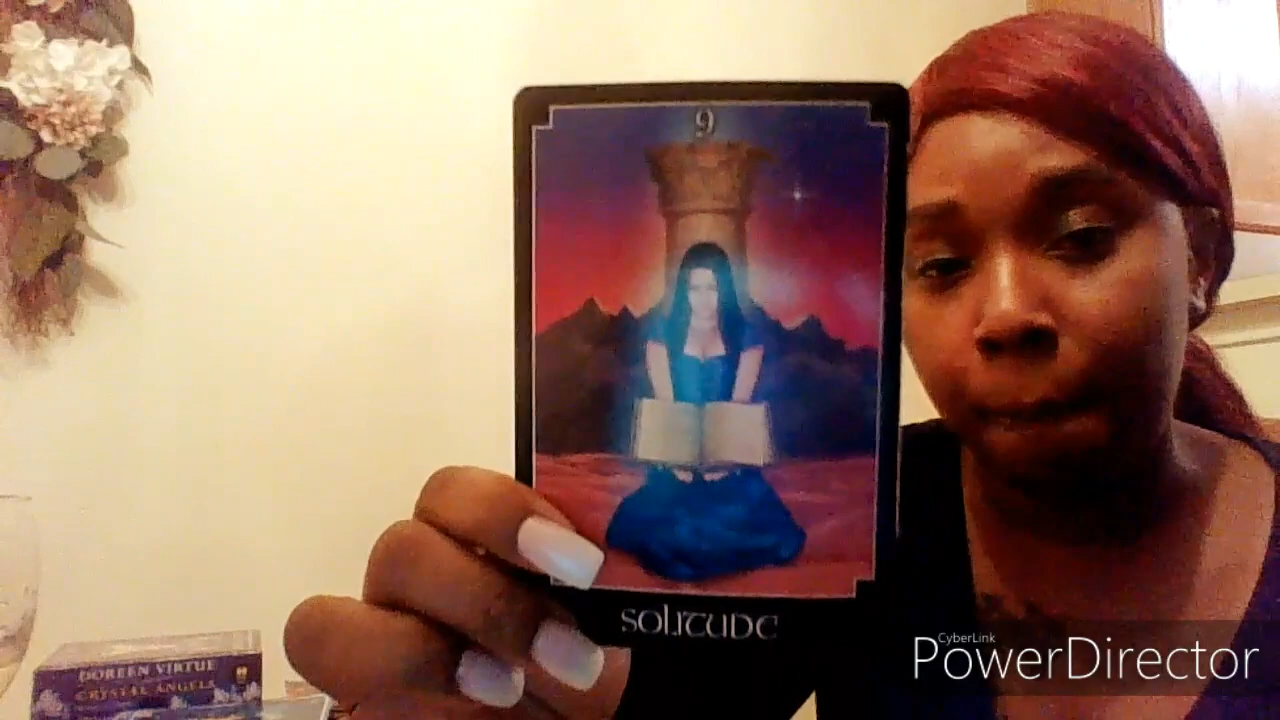 9
SOLITUDE
DOREEN VIRTUE
CRYSTAL ANGELS
CyberLink
PowerDirector